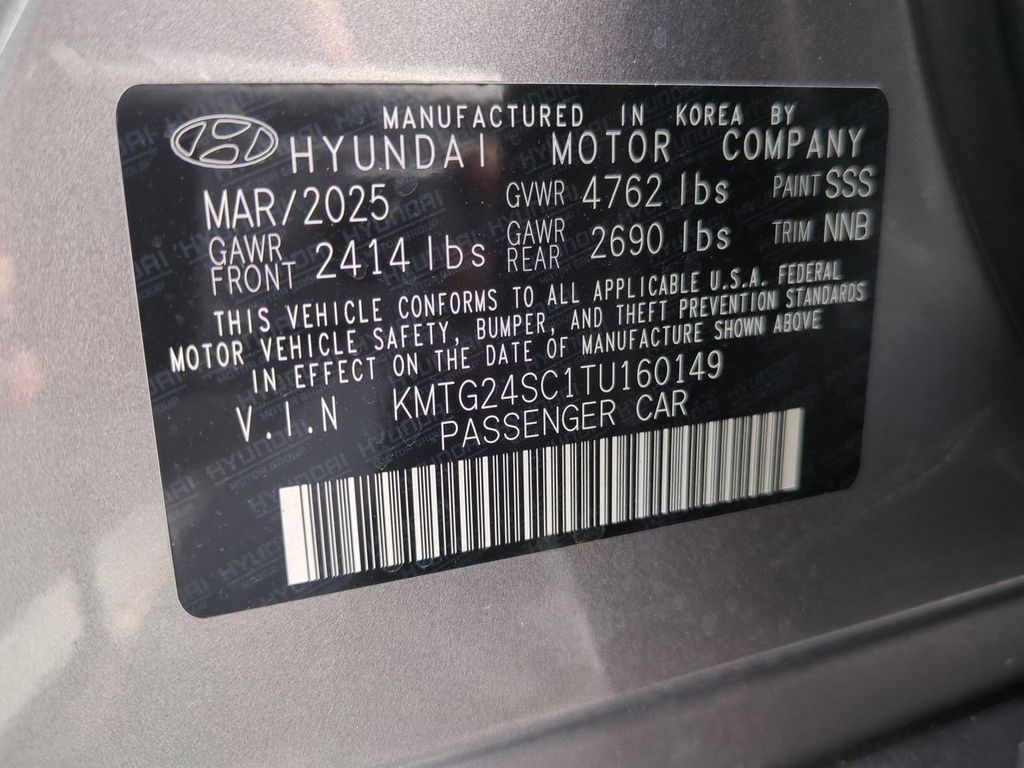 MANUFACTURED IN KOREA BY
HYUNDAI MOTOR COMPANY
MAR/2025 GVWR 4762 lbs PAINT SSS
GAWR FRONT 2414 lbs GAWR REAR 2690 lbs TRIM NNB
THIS VEHICLE CONFORMS TO ALL APPLICABLE U.S.A. FEDERAL
MOTOR VEHICLE SAFETY, BUMPER, AND THEFT PREVENTION STANDARDS
IN EFFECT ON THE DATE OF MANUFACTURE SHOWN ABOVE
V.I.N KMTG24SC1TU160149
PASSENGER CAR